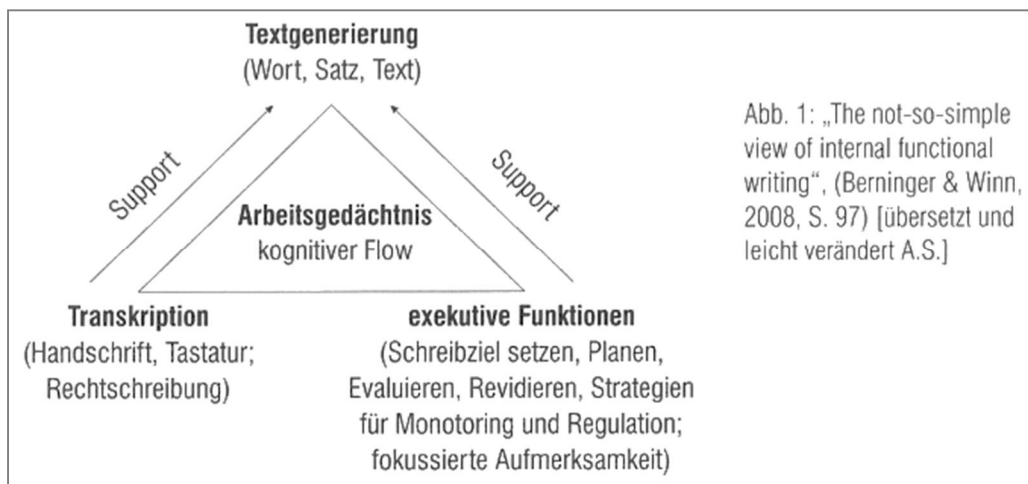 Textgenerierung
(Wort, Satz, Text)
Support
Support
Arbeitsgedächtnis
kognitiver Flow
Transkription
(Handschrift, Tastatur;
Rechtschreibung)
exekutive Funktionen
(Schreibziel setzen, Planen,
Evaluieren, Revidieren, Strategien
für Monotoring und Regulation;
fokussierte Aufmerksamkeit)
Abb. 1: „The not-so-simple
view of internal functional
writing“, (Berninger & Winn,
2008, S. 97) [übersetzt und
leicht verändert A.S.]